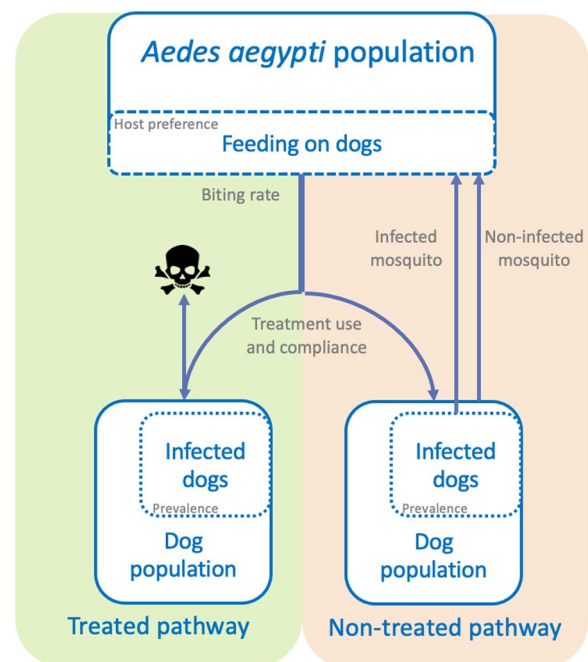 Aedes aegypti population
Host preference
Feeding on dogs
Biting rate
Infected
mosquito
Non-infected
mosquito
Treatment use
and compliance
Infected
dogs
Prevalence
Dog
population
Infected
dogs
Prevalence
Dog
population
Treated pathway
Non-treated pathway